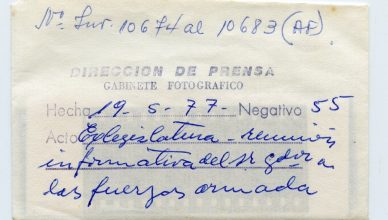 Nº Inv. 10674 al 10683 (AF)
DIRECCION DE PRENSA
GABINETE FOTOGRAFICO
Hecha 19-5-77- Negativo 55
Acto Exlegislatura - reunión
informativa del Sr gdor a
las fuerzas armada